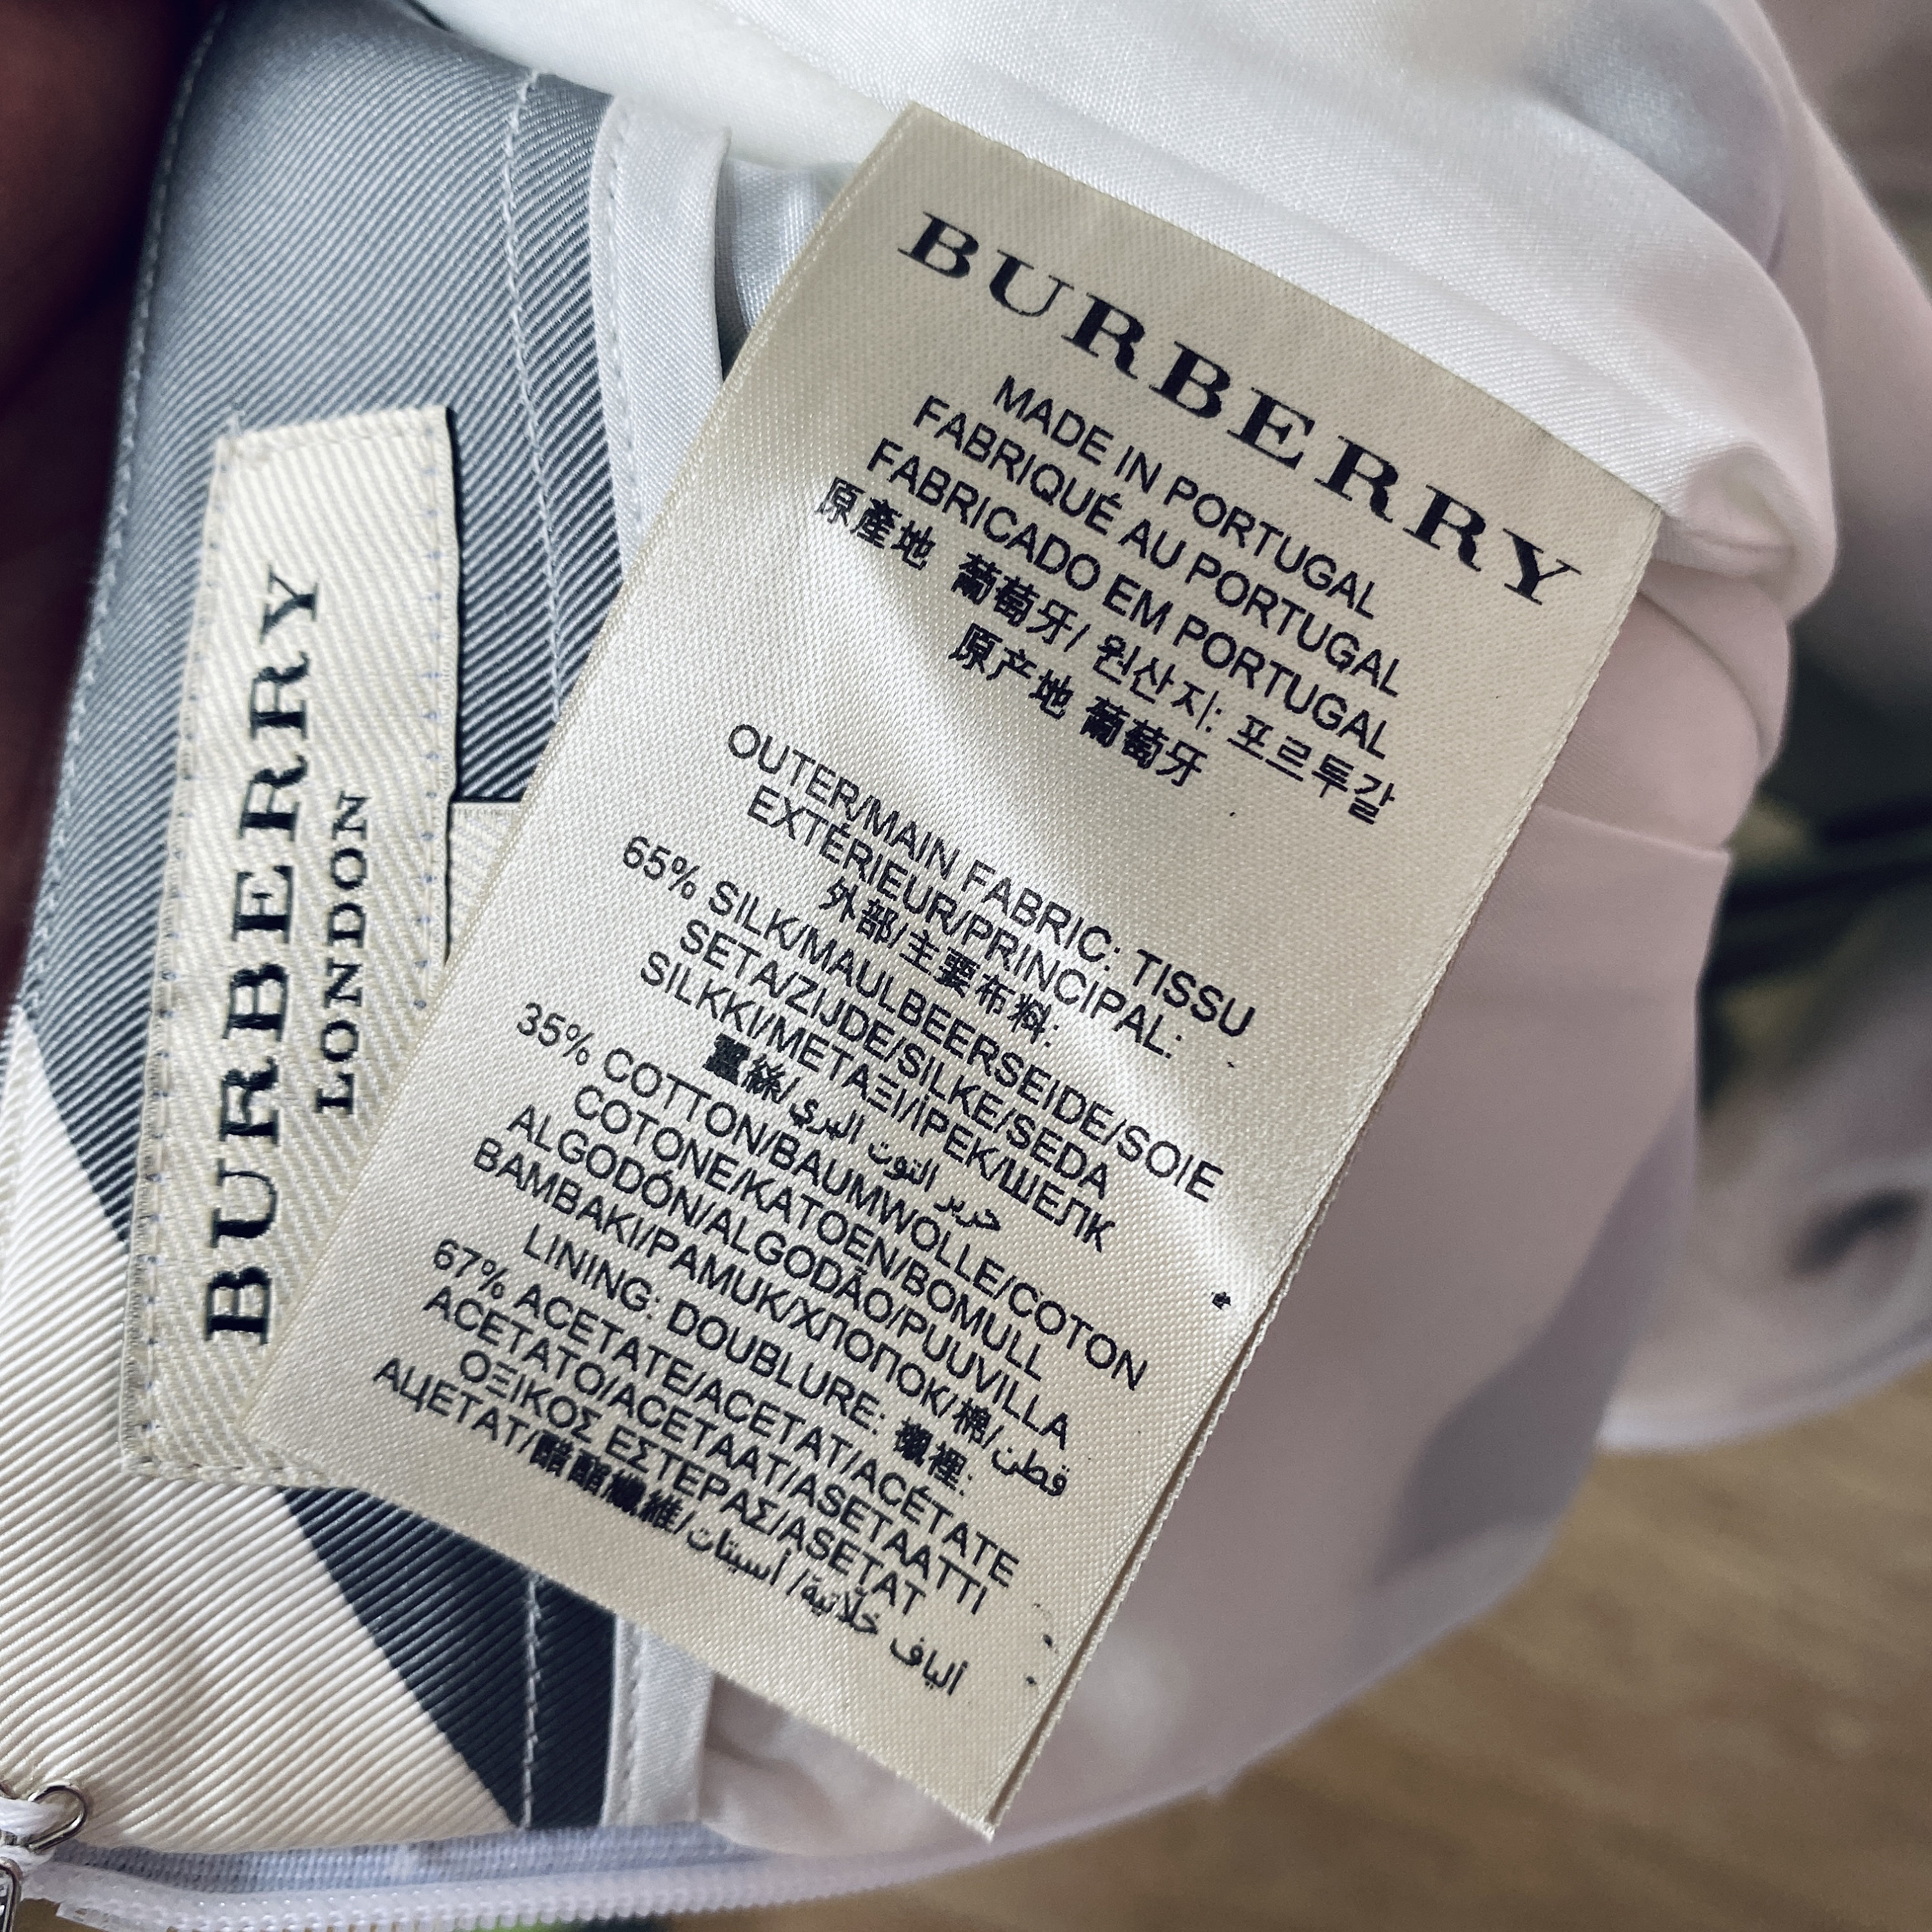 BURBERRY
LONDON
BURBERRY
MADE IN PORTUGAL
FABRIQUÉ AU PORTUGAL
FABRICADO EM PORTUGAL
原產地 葡萄牙/ 원산지: 포르투갈
原产地 葡萄牙
OUTER/MAIN FABRIC: TISSU
EXTÉRIEUR/PRINCIPAL:
外部/主要布料:
65% SILK/MAULBEERSEIDE/SOIE
SETA/ZIJDE/SILKE/SEDA
SILKKI/ΜΕΤΑΞΙ/İPEK/ШЕЛК
蠶絲/حرير التوت البري
35% COTTON/BAUMWOLLE/COTON
COTONE/KATOEN/BOMULL
ALGODÓN/ALGODÃO/PUUVILLA
BAMBAKI/PAMUK/ХЛОПОК/棉/قطن
LINING: DOUBLURE: 襯裡:
67% ACETATE/ACETAT/ACÉTATE
ACETATO/ACETAAT/ASETAATTI
ΟΞΙΚΟΣ ΕΣΤΕΡΑΣ/ASETAT
АЦЕТАТ/醋酯纖維/ألياف خلّاتية/ أسيتات